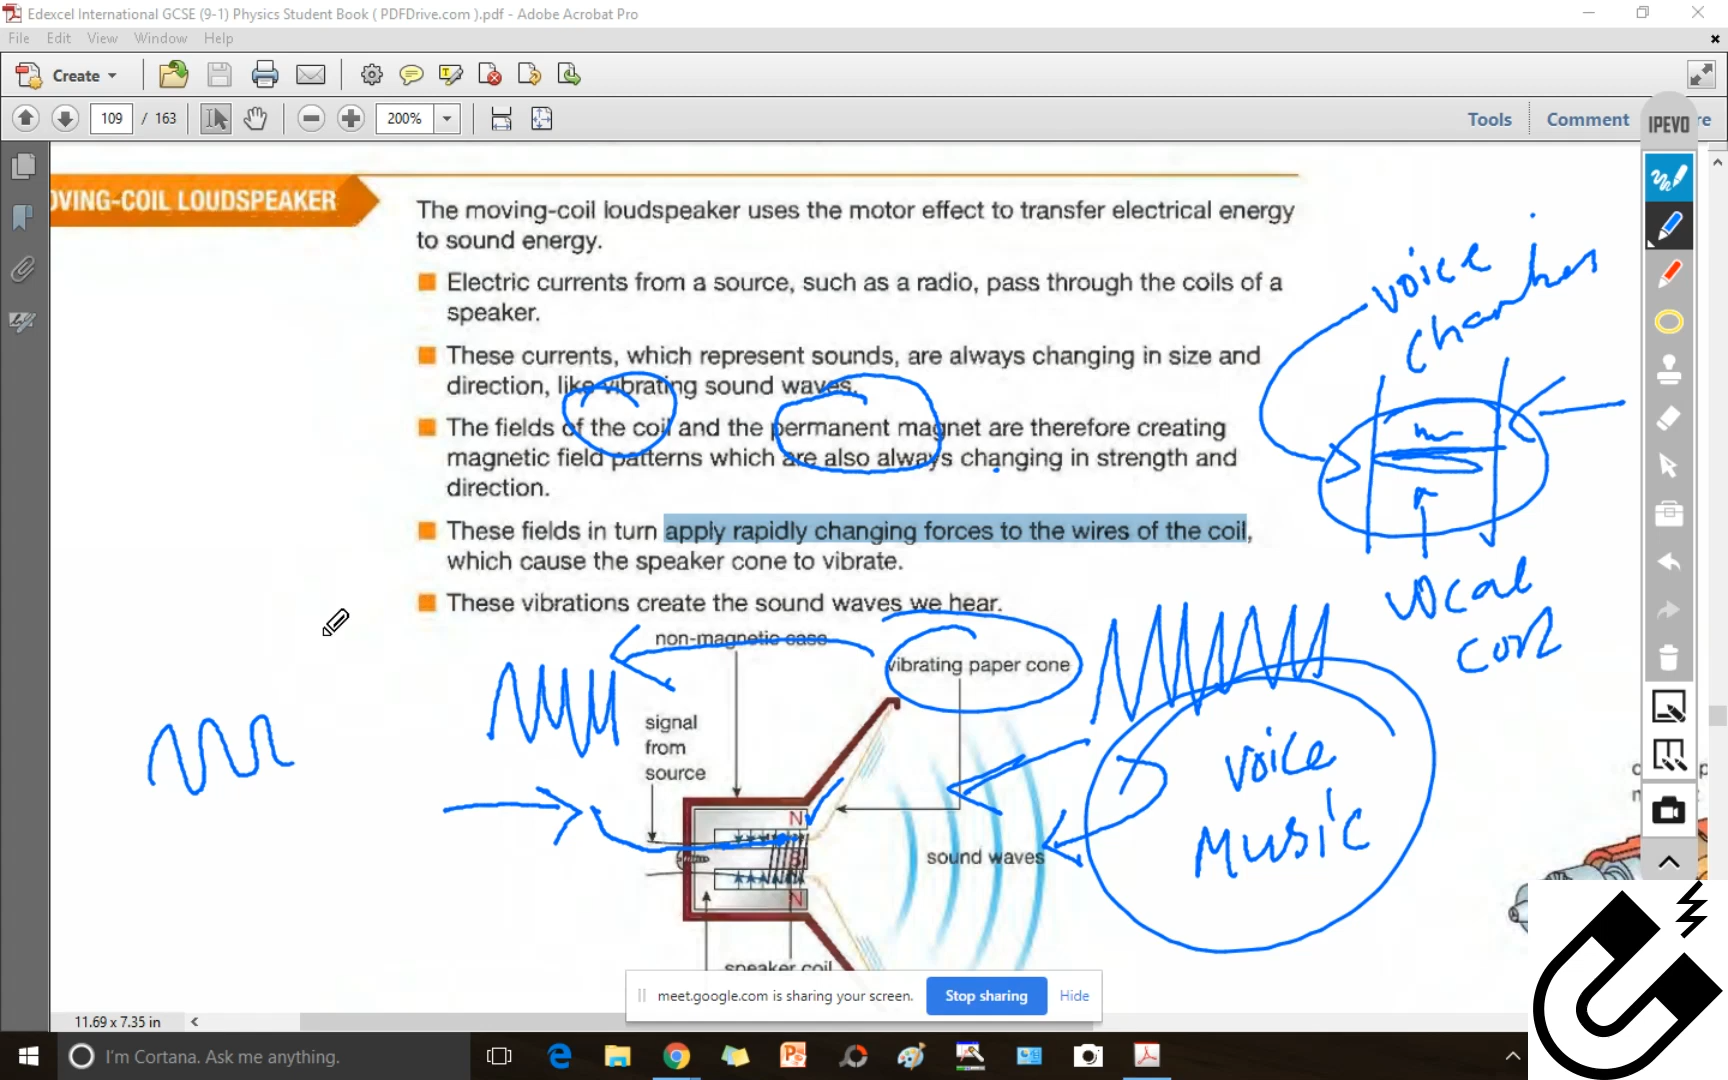 Edexcel International GCSE (9-1) Physics Student Book ( PDFDrive.com ).pdf - Adobe Acrobat Pro
File Edit View Window Help
Create
109 / 163
200%
Tools Comment
IPEVO
OVING-COIL LOUDSPEAKER
The moving-coil loudspeaker uses the motor effect to transfer electrical energy
to sound energy.
Electric currents from a source, such as a radio, pass through the coils of a
speaker.
These currents, which represent sounds, are always changing in size and
direction, like vibrating sound waves.
The fields of the coil and the permanent magnet are therefore creating
magnetic field patterns which are also always changing in strength and
direction.
These fields in turn apply rapidly changing forces to the wires of the coil,
which cause the speaker cone to vibrate.
These vibrations create the sound waves we hear.
voice
chamber
vocal
non-magnetic case
vibrating paper cone
signal
from
source
N
S
N
sound waves
speaker coil
voice
Music
meet.google.com is sharing your screen. Stop sharing Hide
11.69 x 7.35 in
I'm Cortana. Ask me anything.